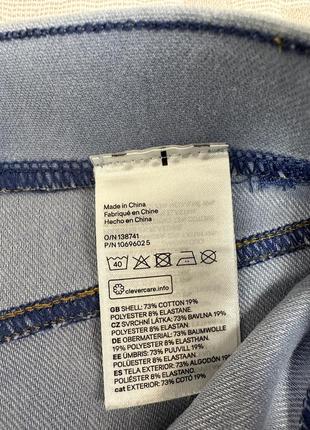 Made in China
Fabriqué en Chine
Hecho en China
O/N 138741
P/N 1069602 5
40
clevercare.info
GB SHELL: 73% COTTON 19%
POLYESTER 8% ELASTANE
CZ SVRCHNÍ LÁTKA: 73% BAVLNA 19%
POLYESTER 8% ELASTAN
DE OBERMATERIAL: 73% BAUMWOLLE
19% POLYESTER 8% ELASTHAN
EE ÜMBRIS: 73% PUUVILL 19%
POLÜESTER 8% ELASTAAN
ES TELA EXTERIOR: 73% ALGODÓN 19%
POLIÉSTER 8% ELASTANO
cat EXTERIOR: 73% COTÓ 19%